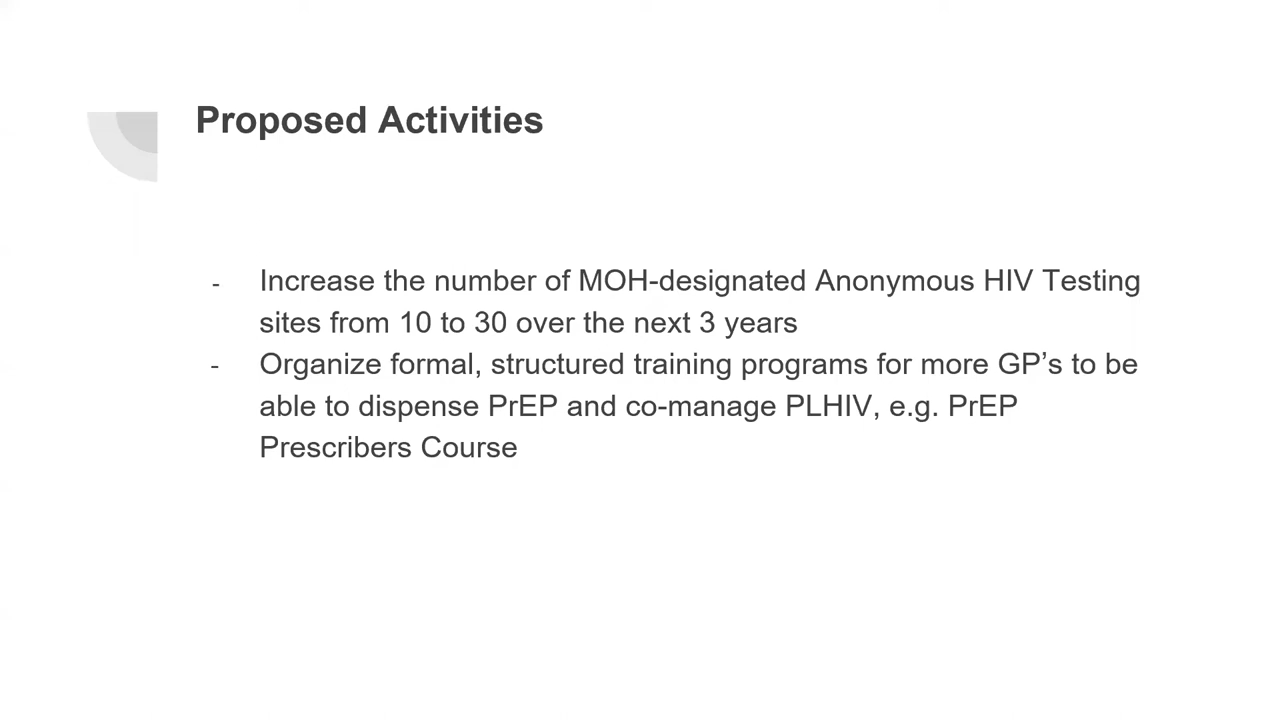 Proposed Activities
- Increase the number of MOH-designated Anonymous HIV Testing
sites from 10 to 30 over the next 3 years
- Organize formal, structured training programs for more GP’s to be
able to dispense PrEP and co-manage PLHIV, e.g. PrEP
Prescribers Course